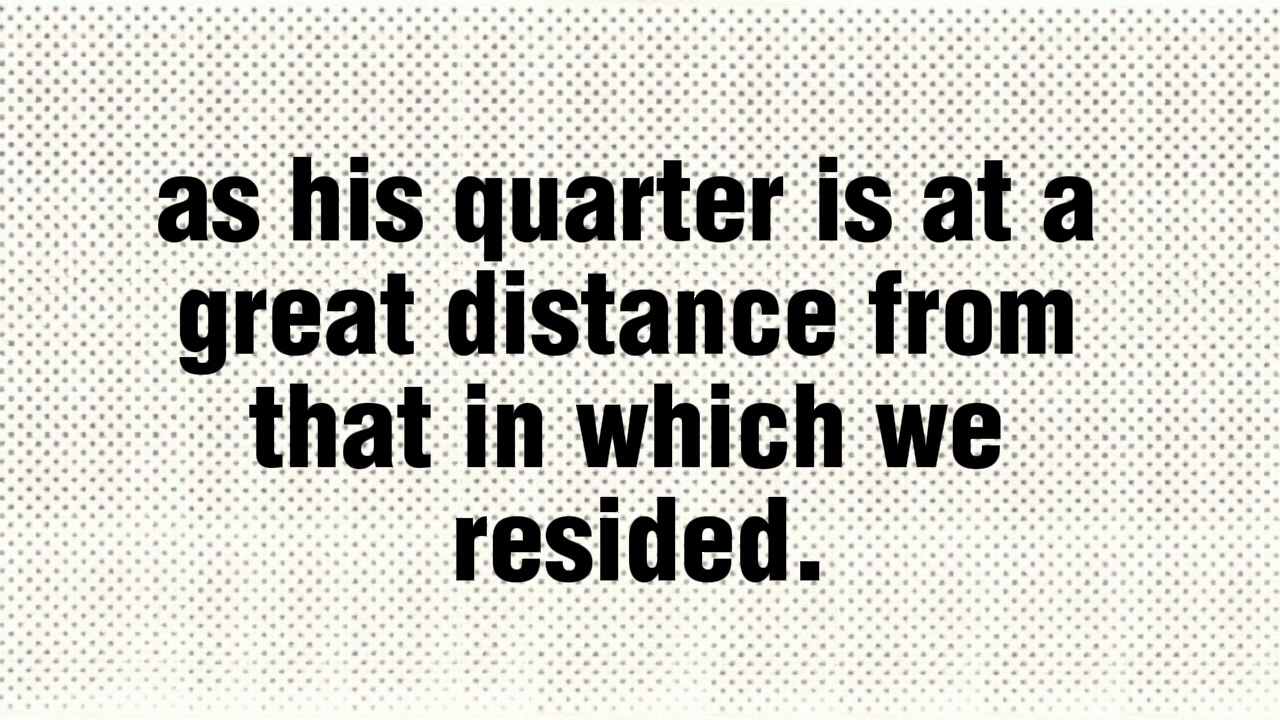 as his quarter is at a
great distance from
that in which we
resided.